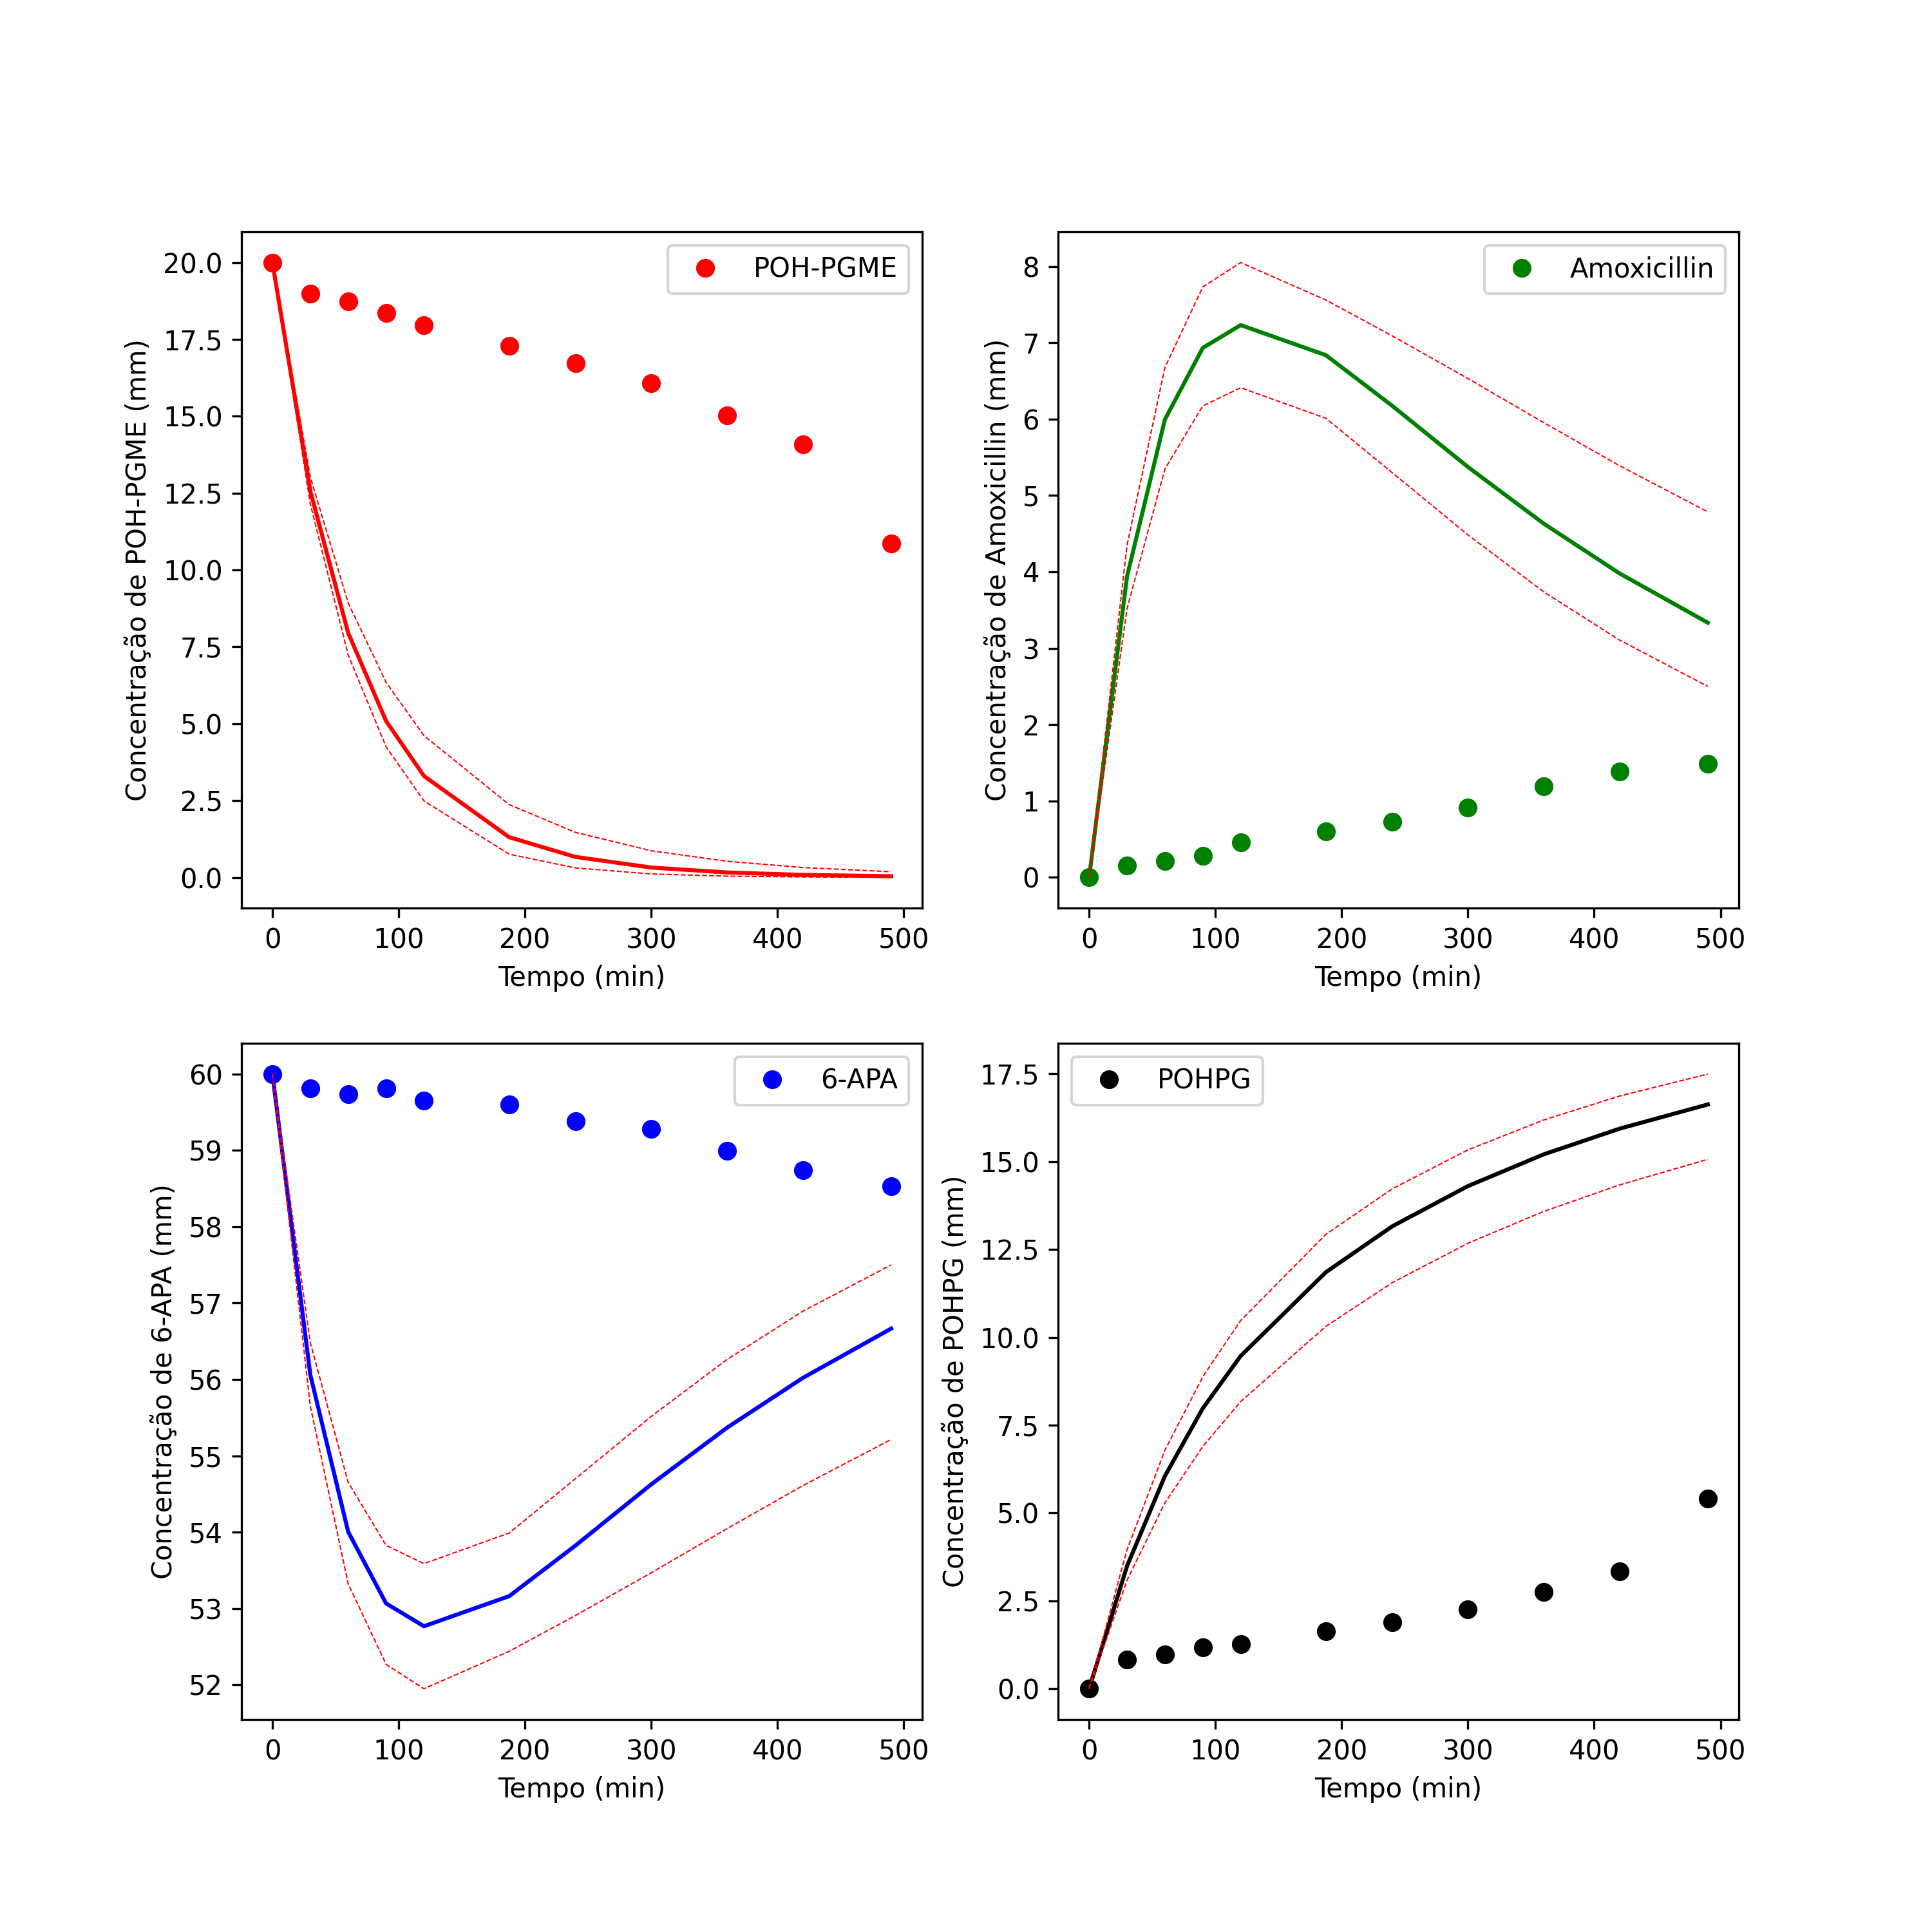 POH-PGME
Concentração de POH-PGME (mm)
20.0
17.5
15.0
12.5
10.0
7.5
5.0
2.5
0.0
0 100 200 300 400 500
Tempo (min)
Amoxicillin
Concentração de Amoxicillin (mm)
8
7
6
5
4
3
2
1
0
0 100 200 300 400 500
Tempo (min)
6-APA
Concentração de 6-APA (mm)
60
59
58
57
56
55
54
53
52
0 100 200 300 400 500
Tempo (min)
POHPG
Concentração de POHPG (mm)
17.5
15.0
12.5
10.0
7.5
5.0
2.5
0.0
0 100 200 300 400 500
Tempo (min)